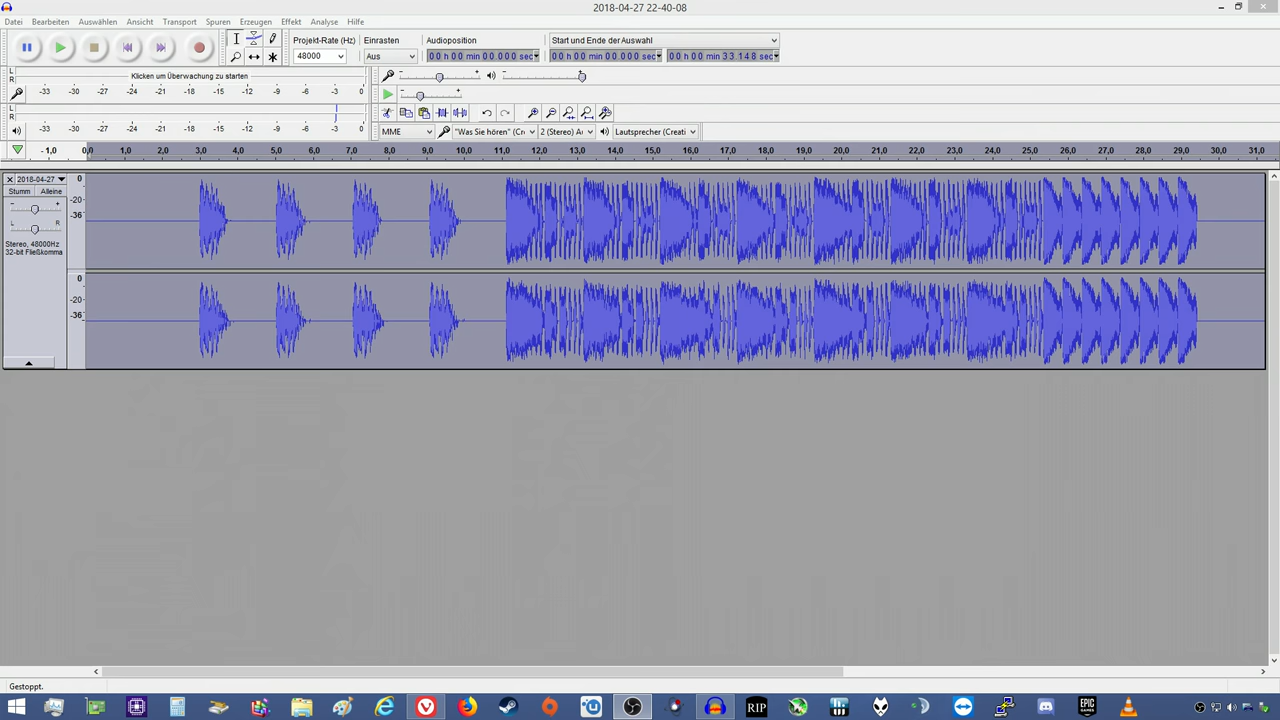 2018-04-27 22-40-08
Datei Bearbeiten Auswählen Ansicht Transport Spuren Erzeugen Effekt Analyse Hilfe
Projekt-Rate (Hz) Einrasten Audioposition Start und Ende der Auswahl
48000 Aus 00 h 00 min 00.000 sec 00 h 00 min 00.000 sec 00 h 00 min 33.148 sec
L
R
Klicken um Überwachung zu starten
-33 -30 -27 -24 -21 -18 -15 -12 -9 -6 -3 0
L
R
-33 -30 -27 -24 -21 -18 -15 -12 -9 -6 -3 0
MME "Was Sie hören" (Cr 2 (Stereo) Au Lautsprecher (Creati
-1,0 0,0 1,0 2,0 3,0 4,0 5,0 6,0 7,0 8,0 9,0 10,0 11,0 12,0 13,0 14,0 15,0 16,0 17,0 18,0 19,0 20,0 21,0 22,0 23,0 24,0 25,0 26,0 27,0 28,0 29,0 30,0 31,0
2018-04-27
Stumm Alleine
- +
L R
Stereo, 48000Hz
32-bit Fließkomma
0
-20
-36
0
-20
-36
Gestoppt.
RIP
EPIC
GAMES